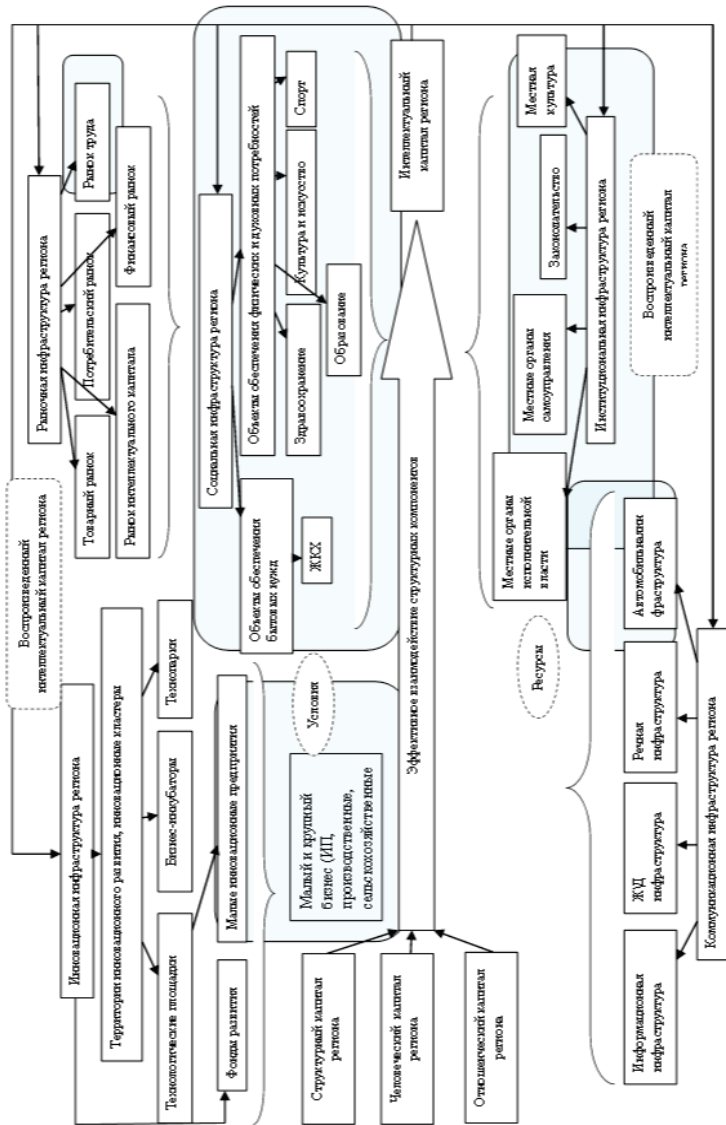 Воспроизведенный
интеллектуальный капитал региона
Инновационная инфраструктура региона
Территории инновационного развития, инновационные кластеры
Технологические площадки
Бизнес-инкубаторы
Технопарки
Фонды развития
Малые инновационные предприятия
Рыночная инфраструктура региона
Товарный рынок
Потребительский рынок
Рынок труда
Рынок интеллектуального капитала
Финансовый рынок
Малый и крупный
бизнес (ИП,
производственные,
сельскохозяйственные
Условия
Социальная инфраструктура региона
Объекты обеспечения
бытовых нужд
Объекты обеспечения физических и духовных потребностей
ЖКХ
Здравоохранение
Культура и искусство
Спорт
Образование
Структурный капитал
региона
Человеческий капитал
региона
Отношенческий капитал
региона
Эффективное взаимодействие структурных компонентов
Интеллектуальный
капитал региона
Ресурсы
Местные органы
исполнительной
власти
Местные органы
самоуправления
Законодательство
Местная
культура
Институциональная инфраструктура региона
Воспроизведенный
интеллектуальный капитал
региона
Информационная
инфраструктура
Ж/Д
инфраструктура
Речная
инфраструктура
Автомобильнаяин
фраструктура
Коммуникационная инфраструктура региона